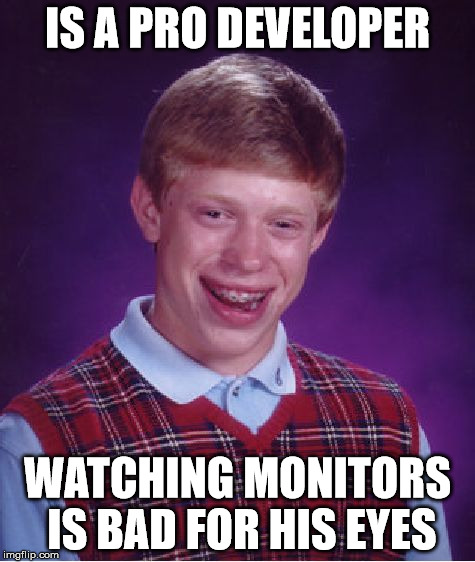 IS A PRO DEVELOPER
WATCHING MONITORS
IS BAD FOR HIS EYES
imgflip.com